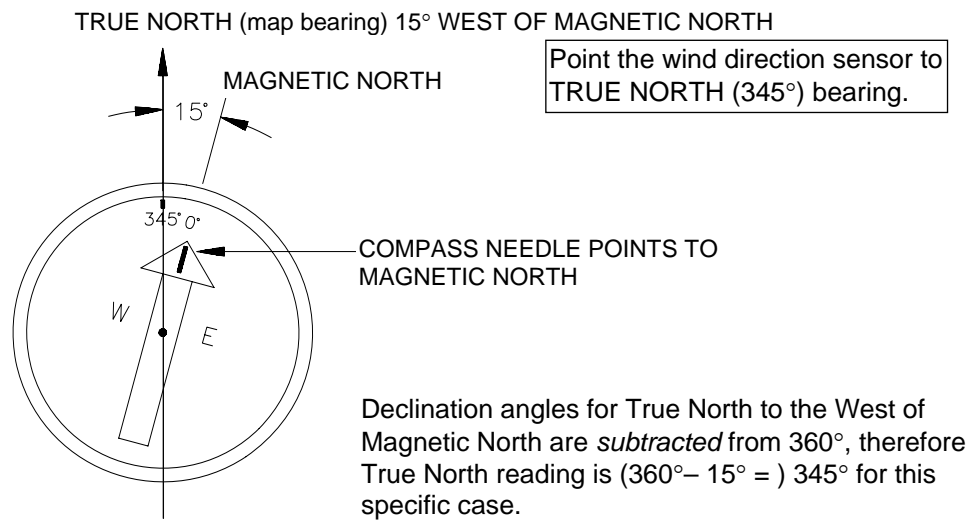 TRUE NORTH (map bearing) 15° WEST OF MAGNETIC NORTH
Point the wind direction sensor to
TRUE NORTH (345°) bearing.
MAGNETIC NORTH
15°
345° 0°
COMPASS NEEDLE POINTS TO
MAGNETIC NORTH
W
E
Declination angles for True North to the West of
Magnetic North are subtracted from 360°, therefore
True North reading is (360°– 15° = ) 345° for this
specific case.